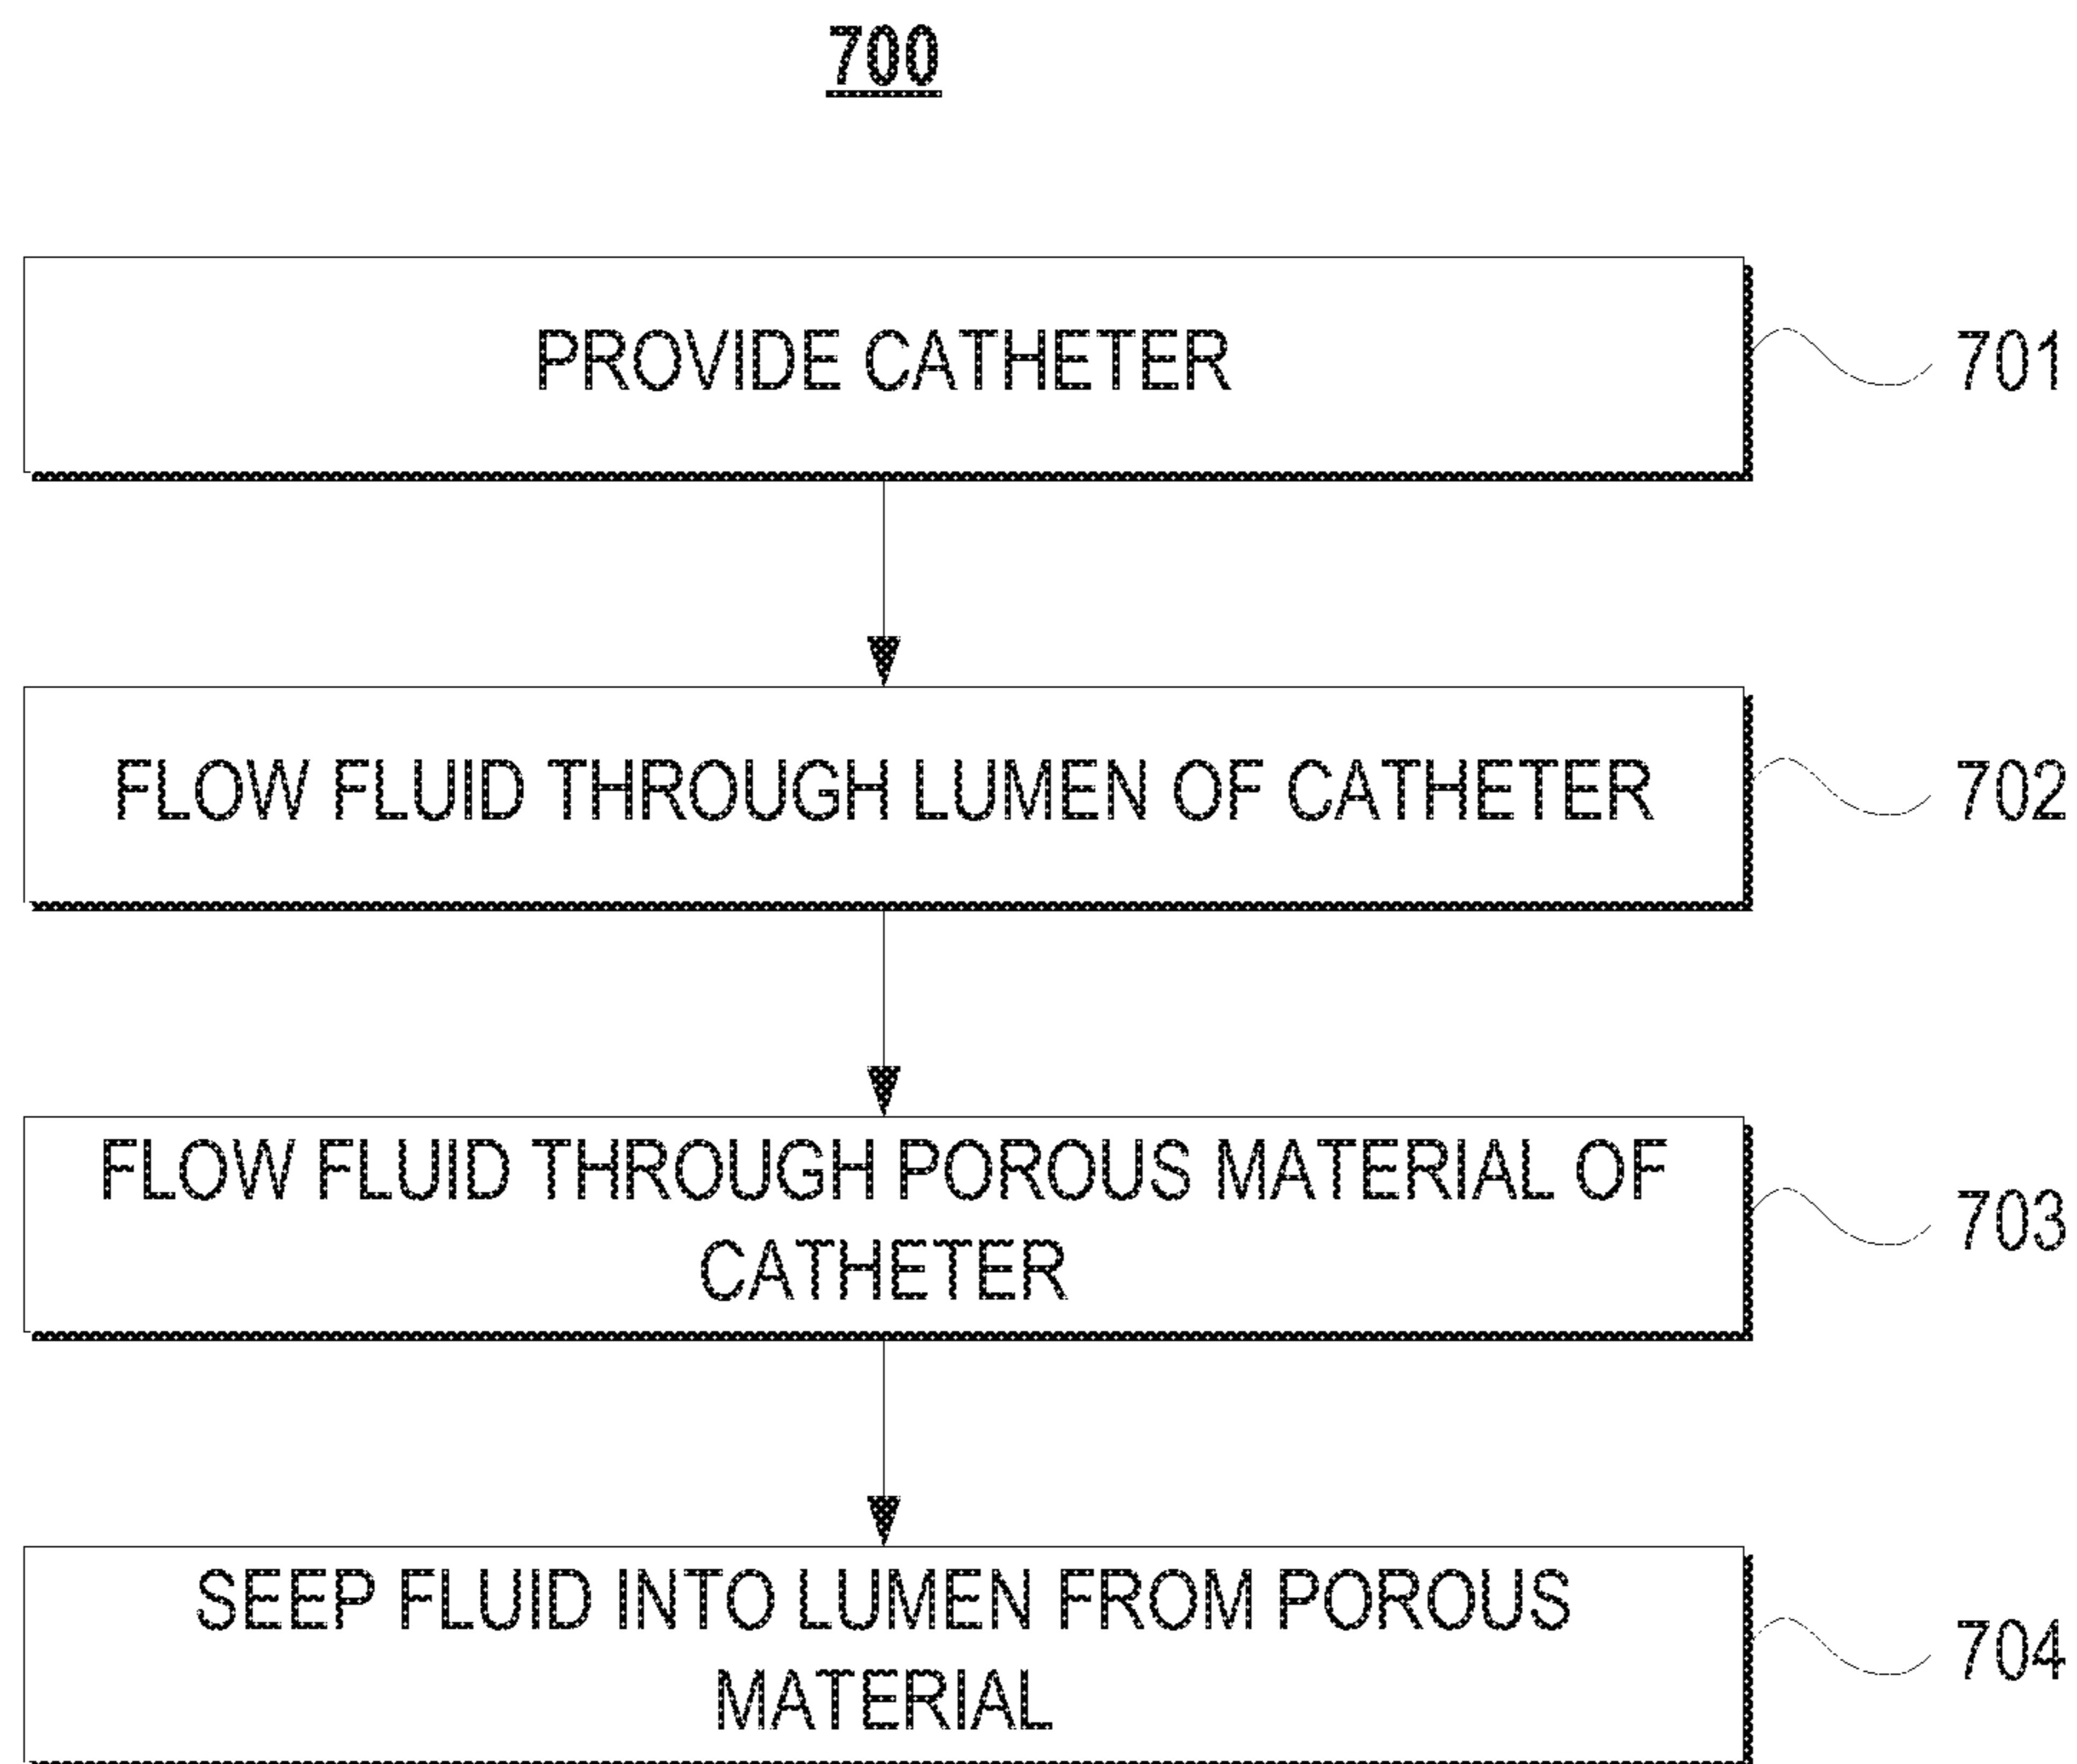 700
PROVIDE CATHETER
701
FLOW FLUID THROUGH LUMEN OF CATHETER
702
FLOW FLUID THROUGH POROUS MATERIAL OF
CATHETER
703
SEEP FLUID INTO LUMEN FROM POROUS
MATERIAL
704